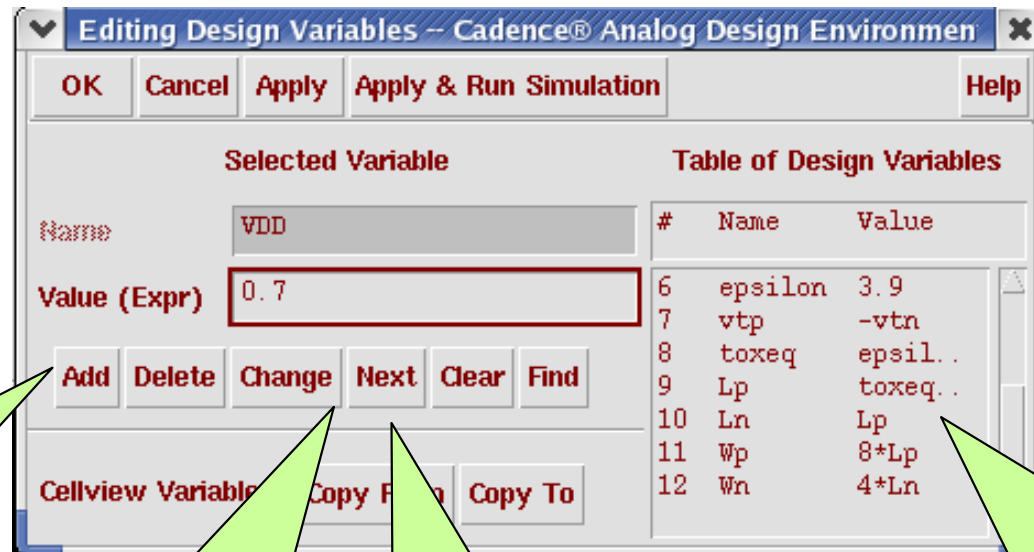 Editing Design Variables -- Cadence® Analog Design Environmen
OK Cancel Apply Apply & Run Simulation Help
Selected Variable
Name VDD
Value (Expr) 0.7
Add Delete Change Next Clear Find
Cellview Variable Copy Copy To
Table of Design Variables
# Name Value
6 epsilon 3.9
7 vtp -vtn
8 toxeq epsil..
9 Lp toxeq..
10 Ln Lp
11 Wp 8*Lp
12 Wn 4*Ln